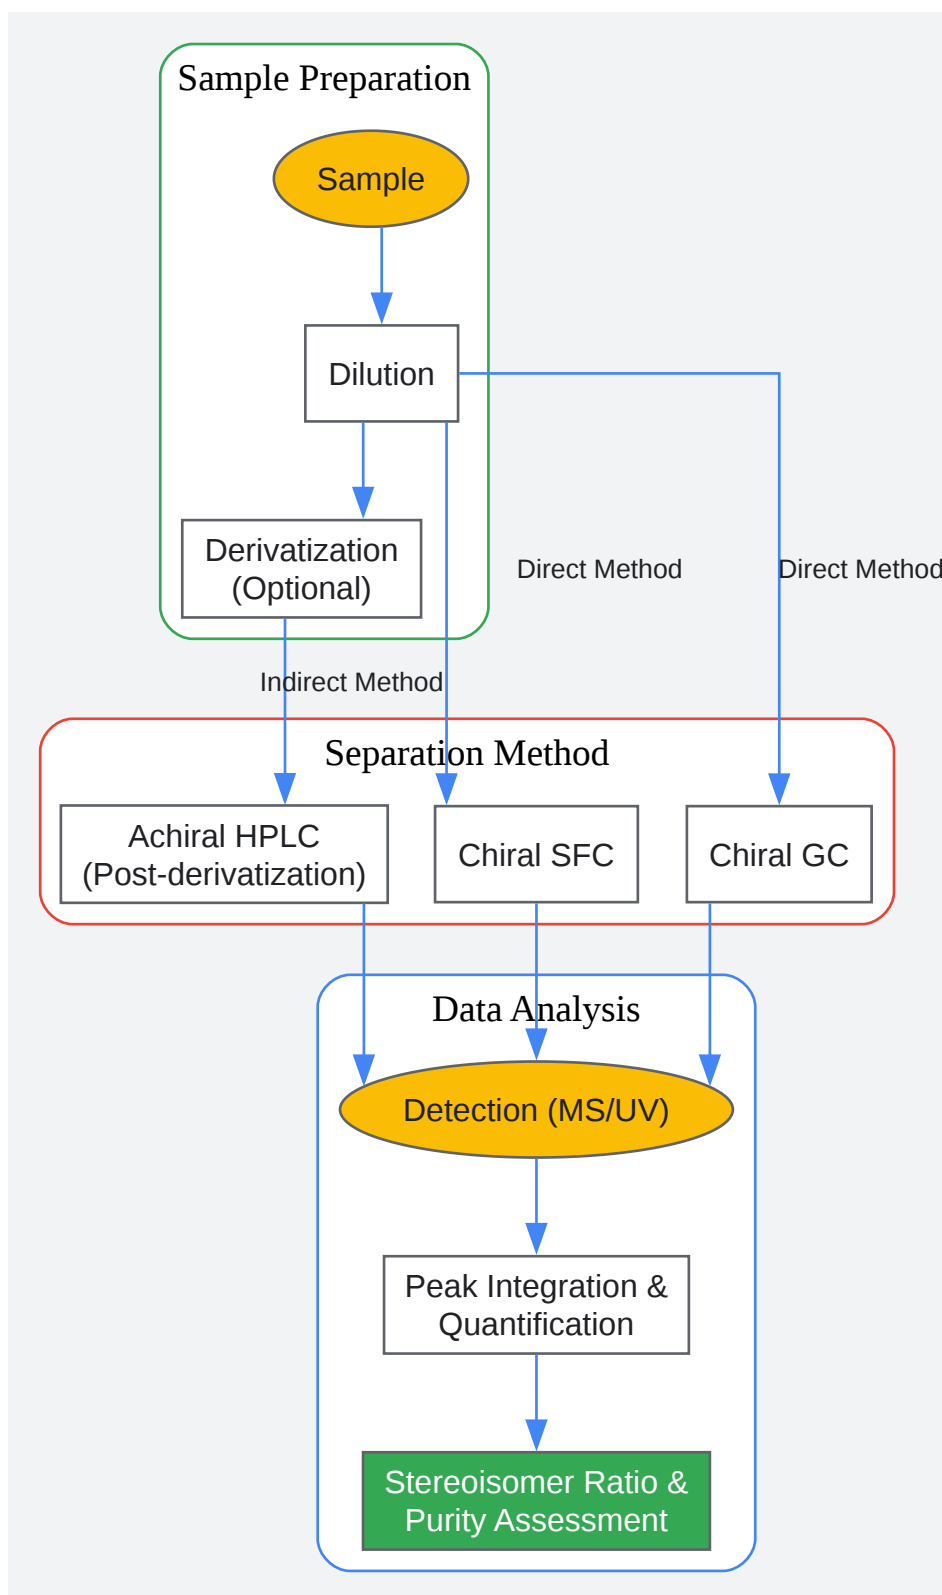 Sample Preparation
Sample
Dilution
Derivatization
(Optional)
Direct Method
Direct Method
Indirect Method
Separation Method
Achiral HPLC
(Post-derivatization)
Chiral SFC
Chiral GC
Data Analysis
Detection (MS/UV)
Peak Integration &
Quantification
Stereoisomer Ratio &
Purity Assessment